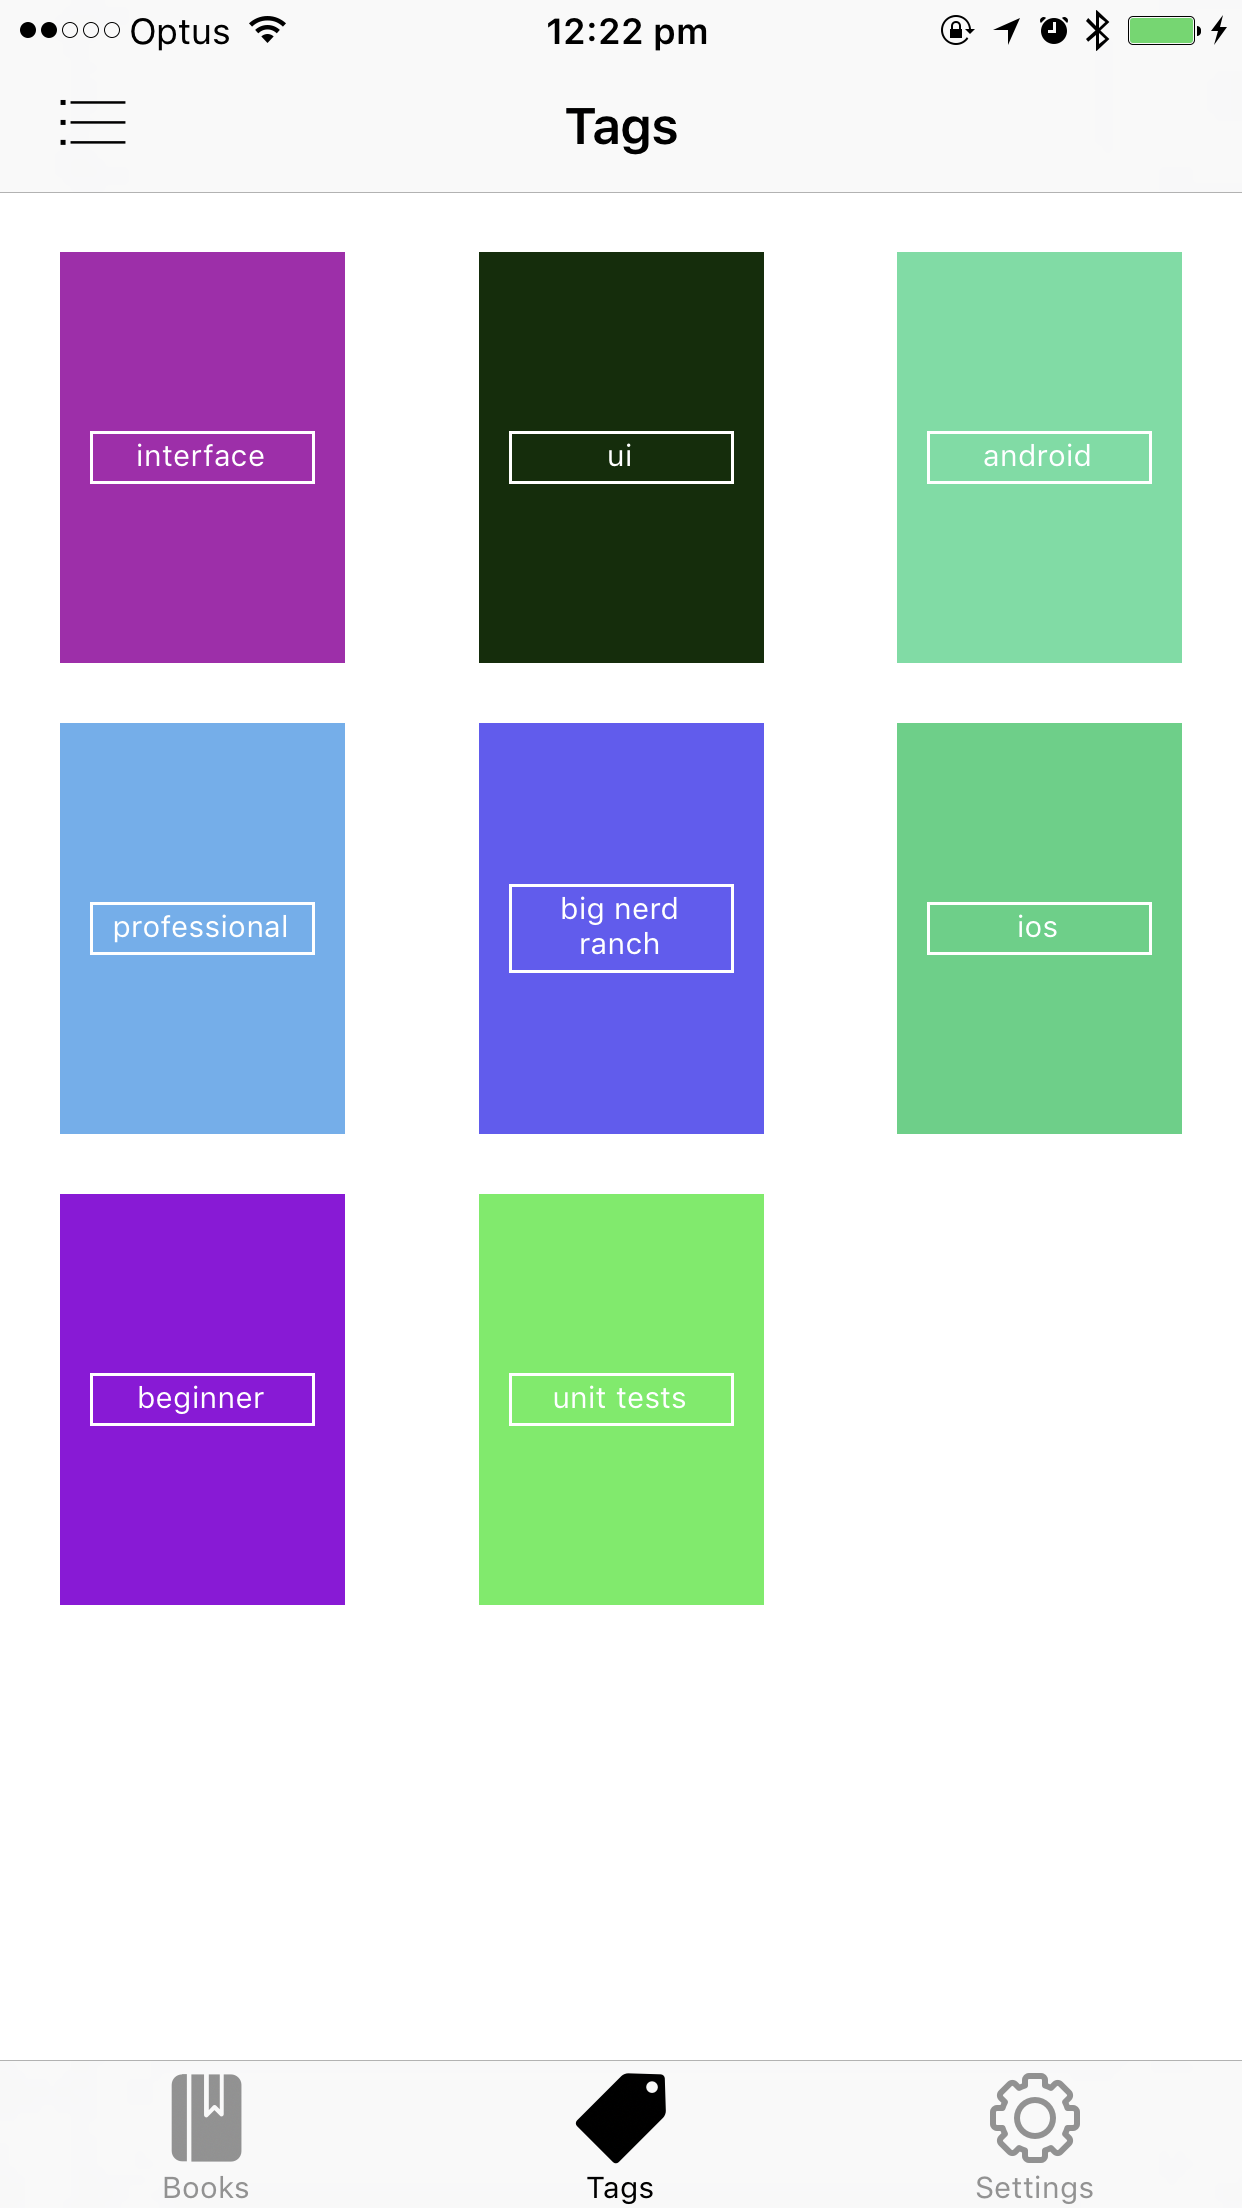 Optus 12:22 pm
Tags
interface
ui
android
professional
big nerd
ranch
ios
beginner
unit tests
Books
Tags
Settings